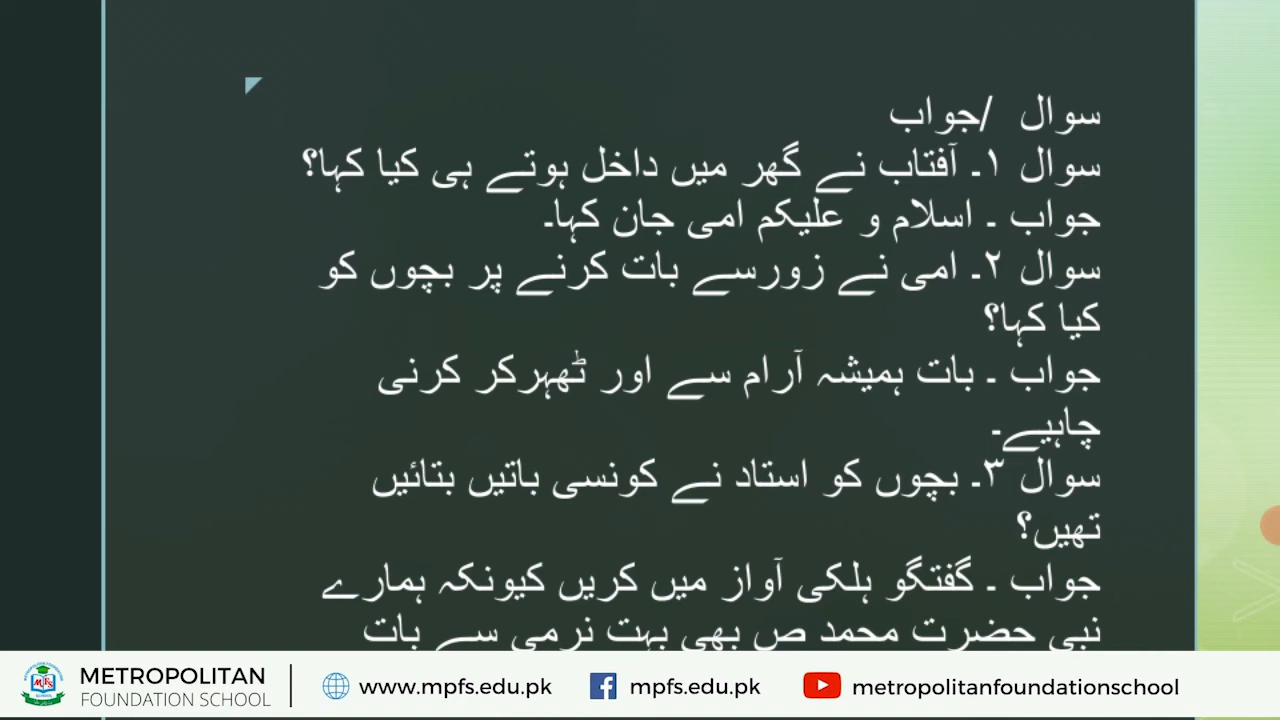 سوال /جواب
سوال ۱۔ آفتاب نے گھر میں داخل ہوتے ہی کیا کہا؟
جواب ۔ اسلام و علیکم امی جان کہا۔
سوال ۲۔ امی نے زورسے بات کرنے پر بچوں کو
کیا کہا؟
جواب ۔ بات ہمیشہ آرام سے اور ٹھہرکر کرنی
چاہیے۔
سوال ۳۔ بچوں کو استاد نے کونسی باتیں بتائیں
تھیں؟
جواب ۔ گفتگو ہلکی آواز میں کریں کیونکہ ہمارے
نبی حضرت محمد ص بھی بہت نرمی سے بات
METROPOLITAN
FOUNDATION SCHOOL
www.mpfs.edu.pk
mpfs.edu.pk
metropolitanfoundationschool